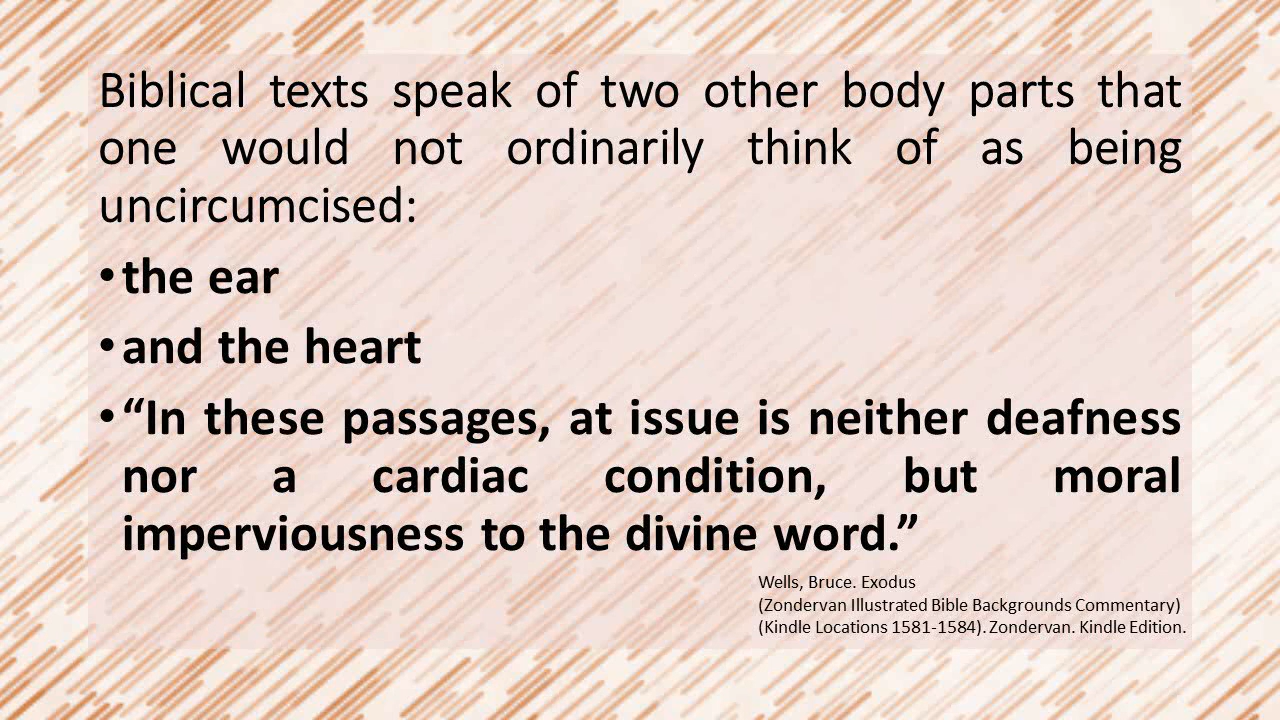 Biblical texts speak of two other body parts that
one would not ordinarily think of as being
uncircumcised:
•the ear
•and the heart
•“In these passages, at issue is neither deafness
nor a cardiac condition, but moral
imperviousness to the divine word.”
Wells, Bruce. Exodus
(Zondervan Illustrated Bible Backgrounds Commentary)
(Kindle Locations 1581-1584). Zondervan. Kindle Edition.